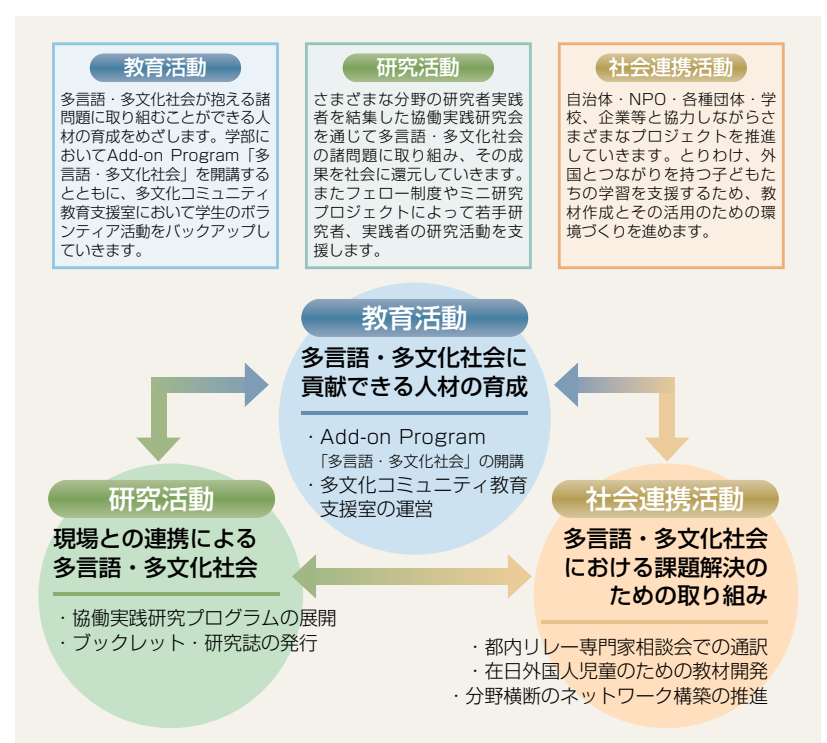 教育活動
多言語・多文化社会が抱える諸
問題に取り組むことができる人
材の育成をめざします。学部に
おいてAdd-on Program「多
言語・多文化社会」を開講する
とともに、多文化コミュニティ
教育支援室において学生のボラ
ンティア活動をバックアップし
ていきます。
研究活動
さまざまな分野の研究者実践
者を結集した協働実践研究会
を通じて多言語・多文化社会
の諸問題に取り組み、その成
果を社会に還元していきます。
またフェロー制度やミニ研究
プロジェクトによって若手研
究者、実践者の研究活動を支
援します。
社会連携活動
自治体・NPO・各種団体・学
校、企業等と協力しながらさ
まざまなプロジェクトを推進
していきます。とりわけ、外
国とつながりを持つ子どもた
ちの学習を支援するため、教
材作成とその活用のための環
境づくりを進めます。
教育活動
多言語・多文化社会に
貢献できる人材の育成
・Add-on Program
「多言語・多文化社会」の開講
・多文化コミュニティ教育
支援室の運営
研究活動
現場との連携による
多言語・多文化社会
・協働実践研究プログラムの展開
・ブックレット・研究誌の発行
社会連携活動
多言語・多文化社会
における課題解決の
ための取り組み
・都内リレー専門家相談会での通訳
・在日外国人児童のための教材開発
・分野横断のネットワーク構築の推進